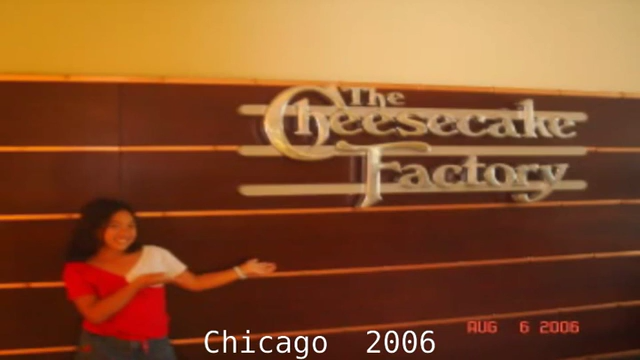 The
Cheesecake
Factory
AUG 6 2006
Chicago 2006